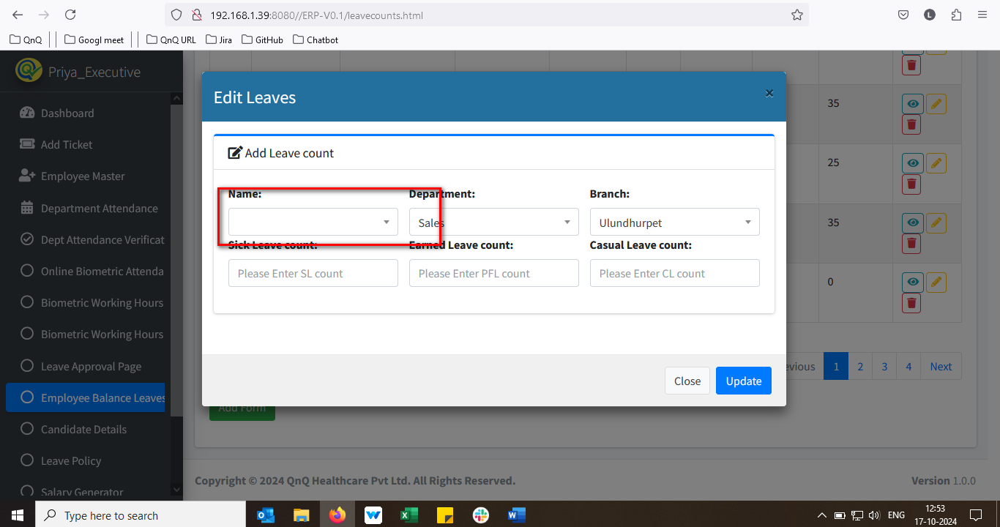 192.168.1.39:8080//ERP-V0.1/leavecounts.html
L
QnQ
Googl meet
QnQ URL
Jira
GitHub
Chatbot
Priya_Executive
Dashboard
Add Ticket
Employee Master
Department Attendance
Dept Attendance Verificat
Online Biometric Attenda
Biometric Working Hours
Biometric Working Hours
Leave Approval Page
Employee Balance Leaves
Candidate Details
Leave Policy
Salary Generator
Edit Leaves
×
Add Leave count
Name: Department: Branch:
Sales Ulundhurpet
Sick Leave count: Earned Leave count: Casual Leave count:
Please Enter SL count Please Enter PFL count Please Enter CL count
Close Update
35
25
35
0
evious 1 2 3 4 Next
Add Form
Copyright © 2024 QnQ Healthcare Pvt Ltd. All Rights Reserved.
Version 1.0.0
Type here to search
ENG
12:53
17-10-2024